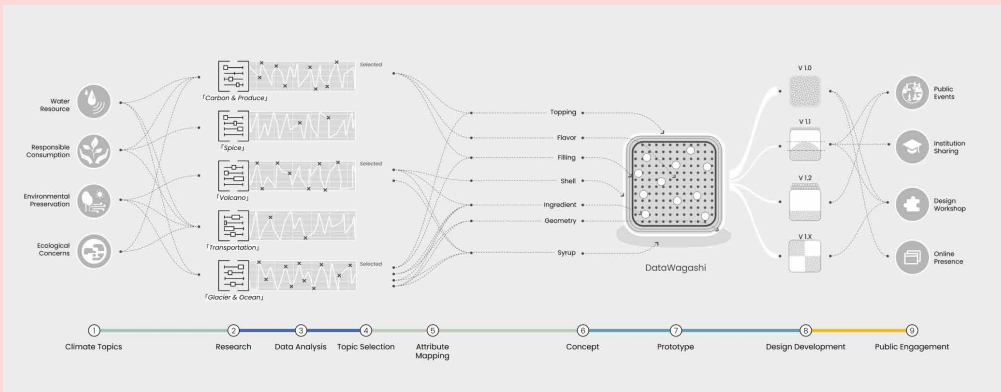 Water
Resource
Responsible
Consumption
Environmental
Preservation
Ecological
Concerns
「Carbon & Produce」
Selected
「Spice」
「Volcano」
Selected
「Transportation」
「Glacier & Ocean」
Selected
Topping
Flavor
Filling
Shell
Ingredient
Geometry
Syrup
DataWagashi
V 1.0
V 1.1
V 1.2
V 1.X
Public
Events
Institution
Sharing
Design
Workshop
Online
Presence
1
2
3
4
5
6
7
8
9
Climate Topics
Research
Data Analysis
Topic Selection
Attribute
Mapping
Concept
Prototype
Design Development
Public Engagement